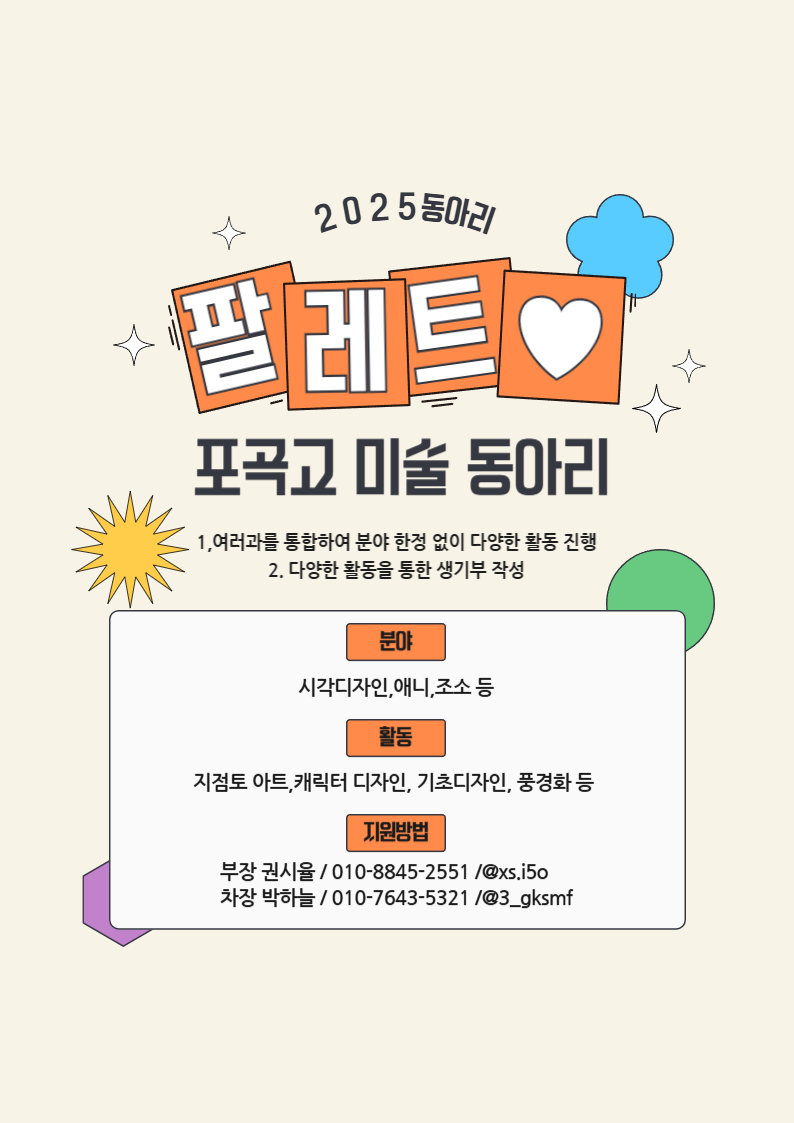 2025동아리
팔레트
포곡고 미술 동아리
1,여러과를 통합하여 분야 한정 없이 다양한 활동 진행
2. 다양한 활동을 통한 생기부 작성
분야
시각디자인,애니,조소 등
활동
지점토 아트,캐릭터 디자인, 기초디자인, 풍경화 등
지원방법
부장 권시율 / 010-8845-2551 /@xs.i5o
차장 박하늘 / 010-7643-5321 /@3_gksmf